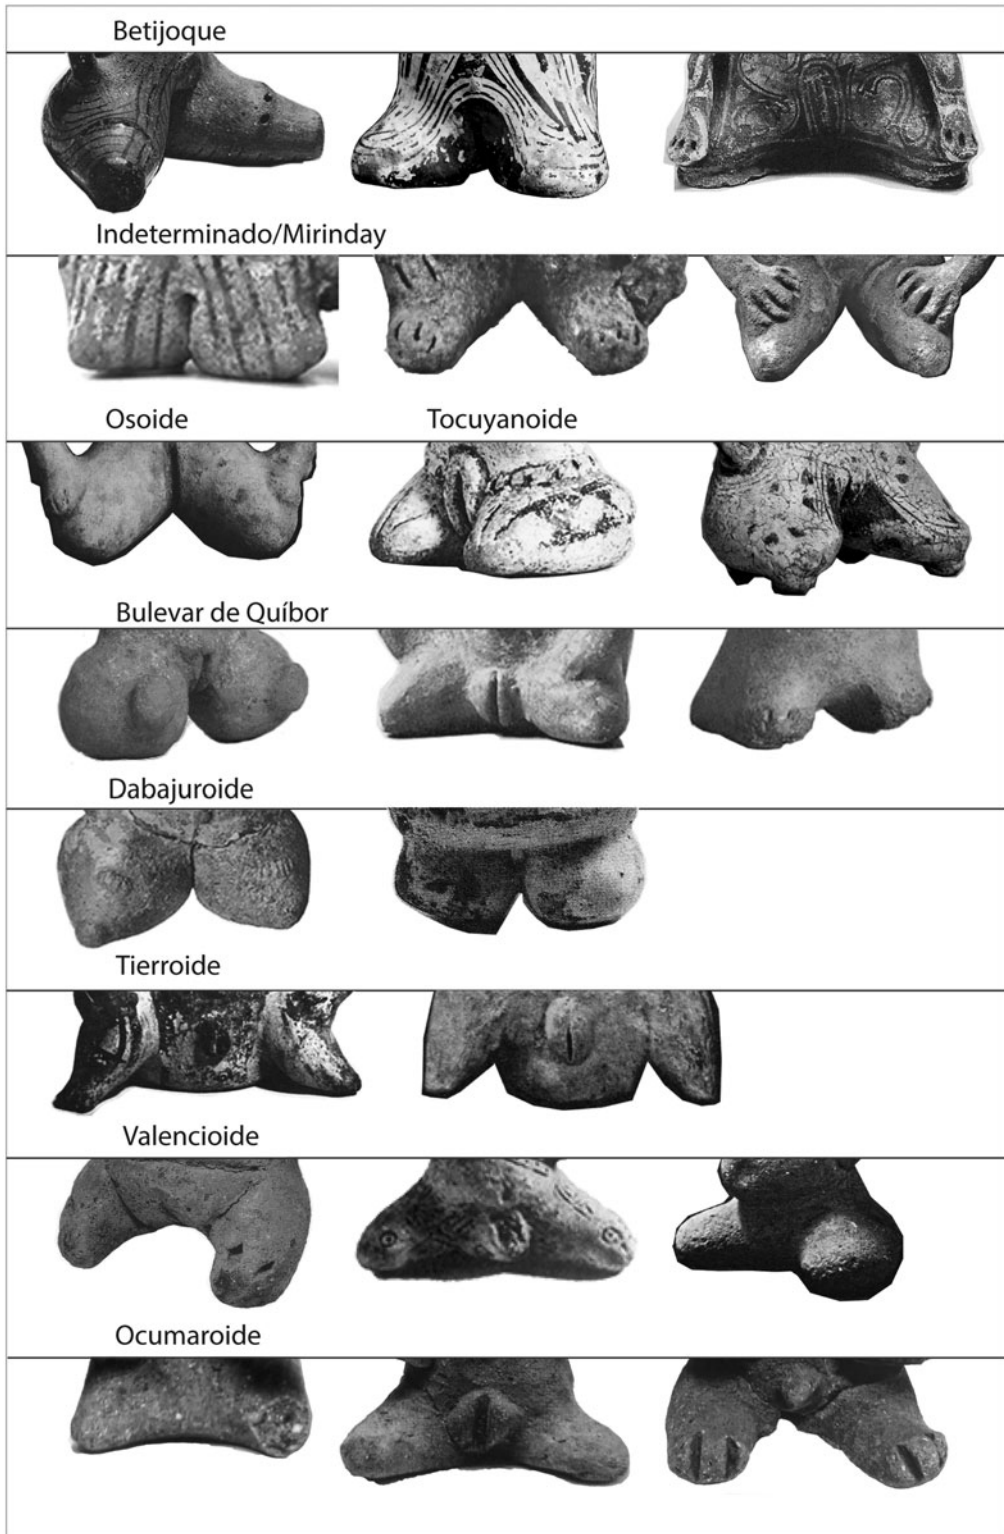 Betijoque
Indeterminado/Mirinday
Osoide
Tocuyanoide
Bulevar de Quíbor
Dabajuroide
Tierroide
Valencioide
Ocumaroide